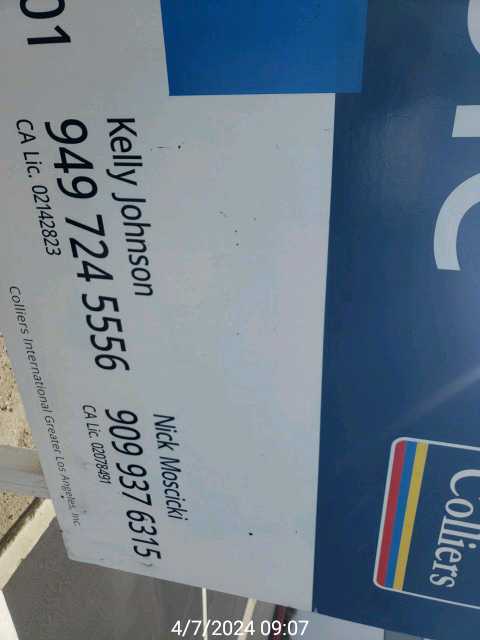 Colliers
01
Kelly Johnson
949 724 5556
CA Lic. 02142823
Nick Moscicki
909 937 6315
CA Lic. 02078491
Colliers International Greater Los Angeles, Inc.
4/7/2024 09:07